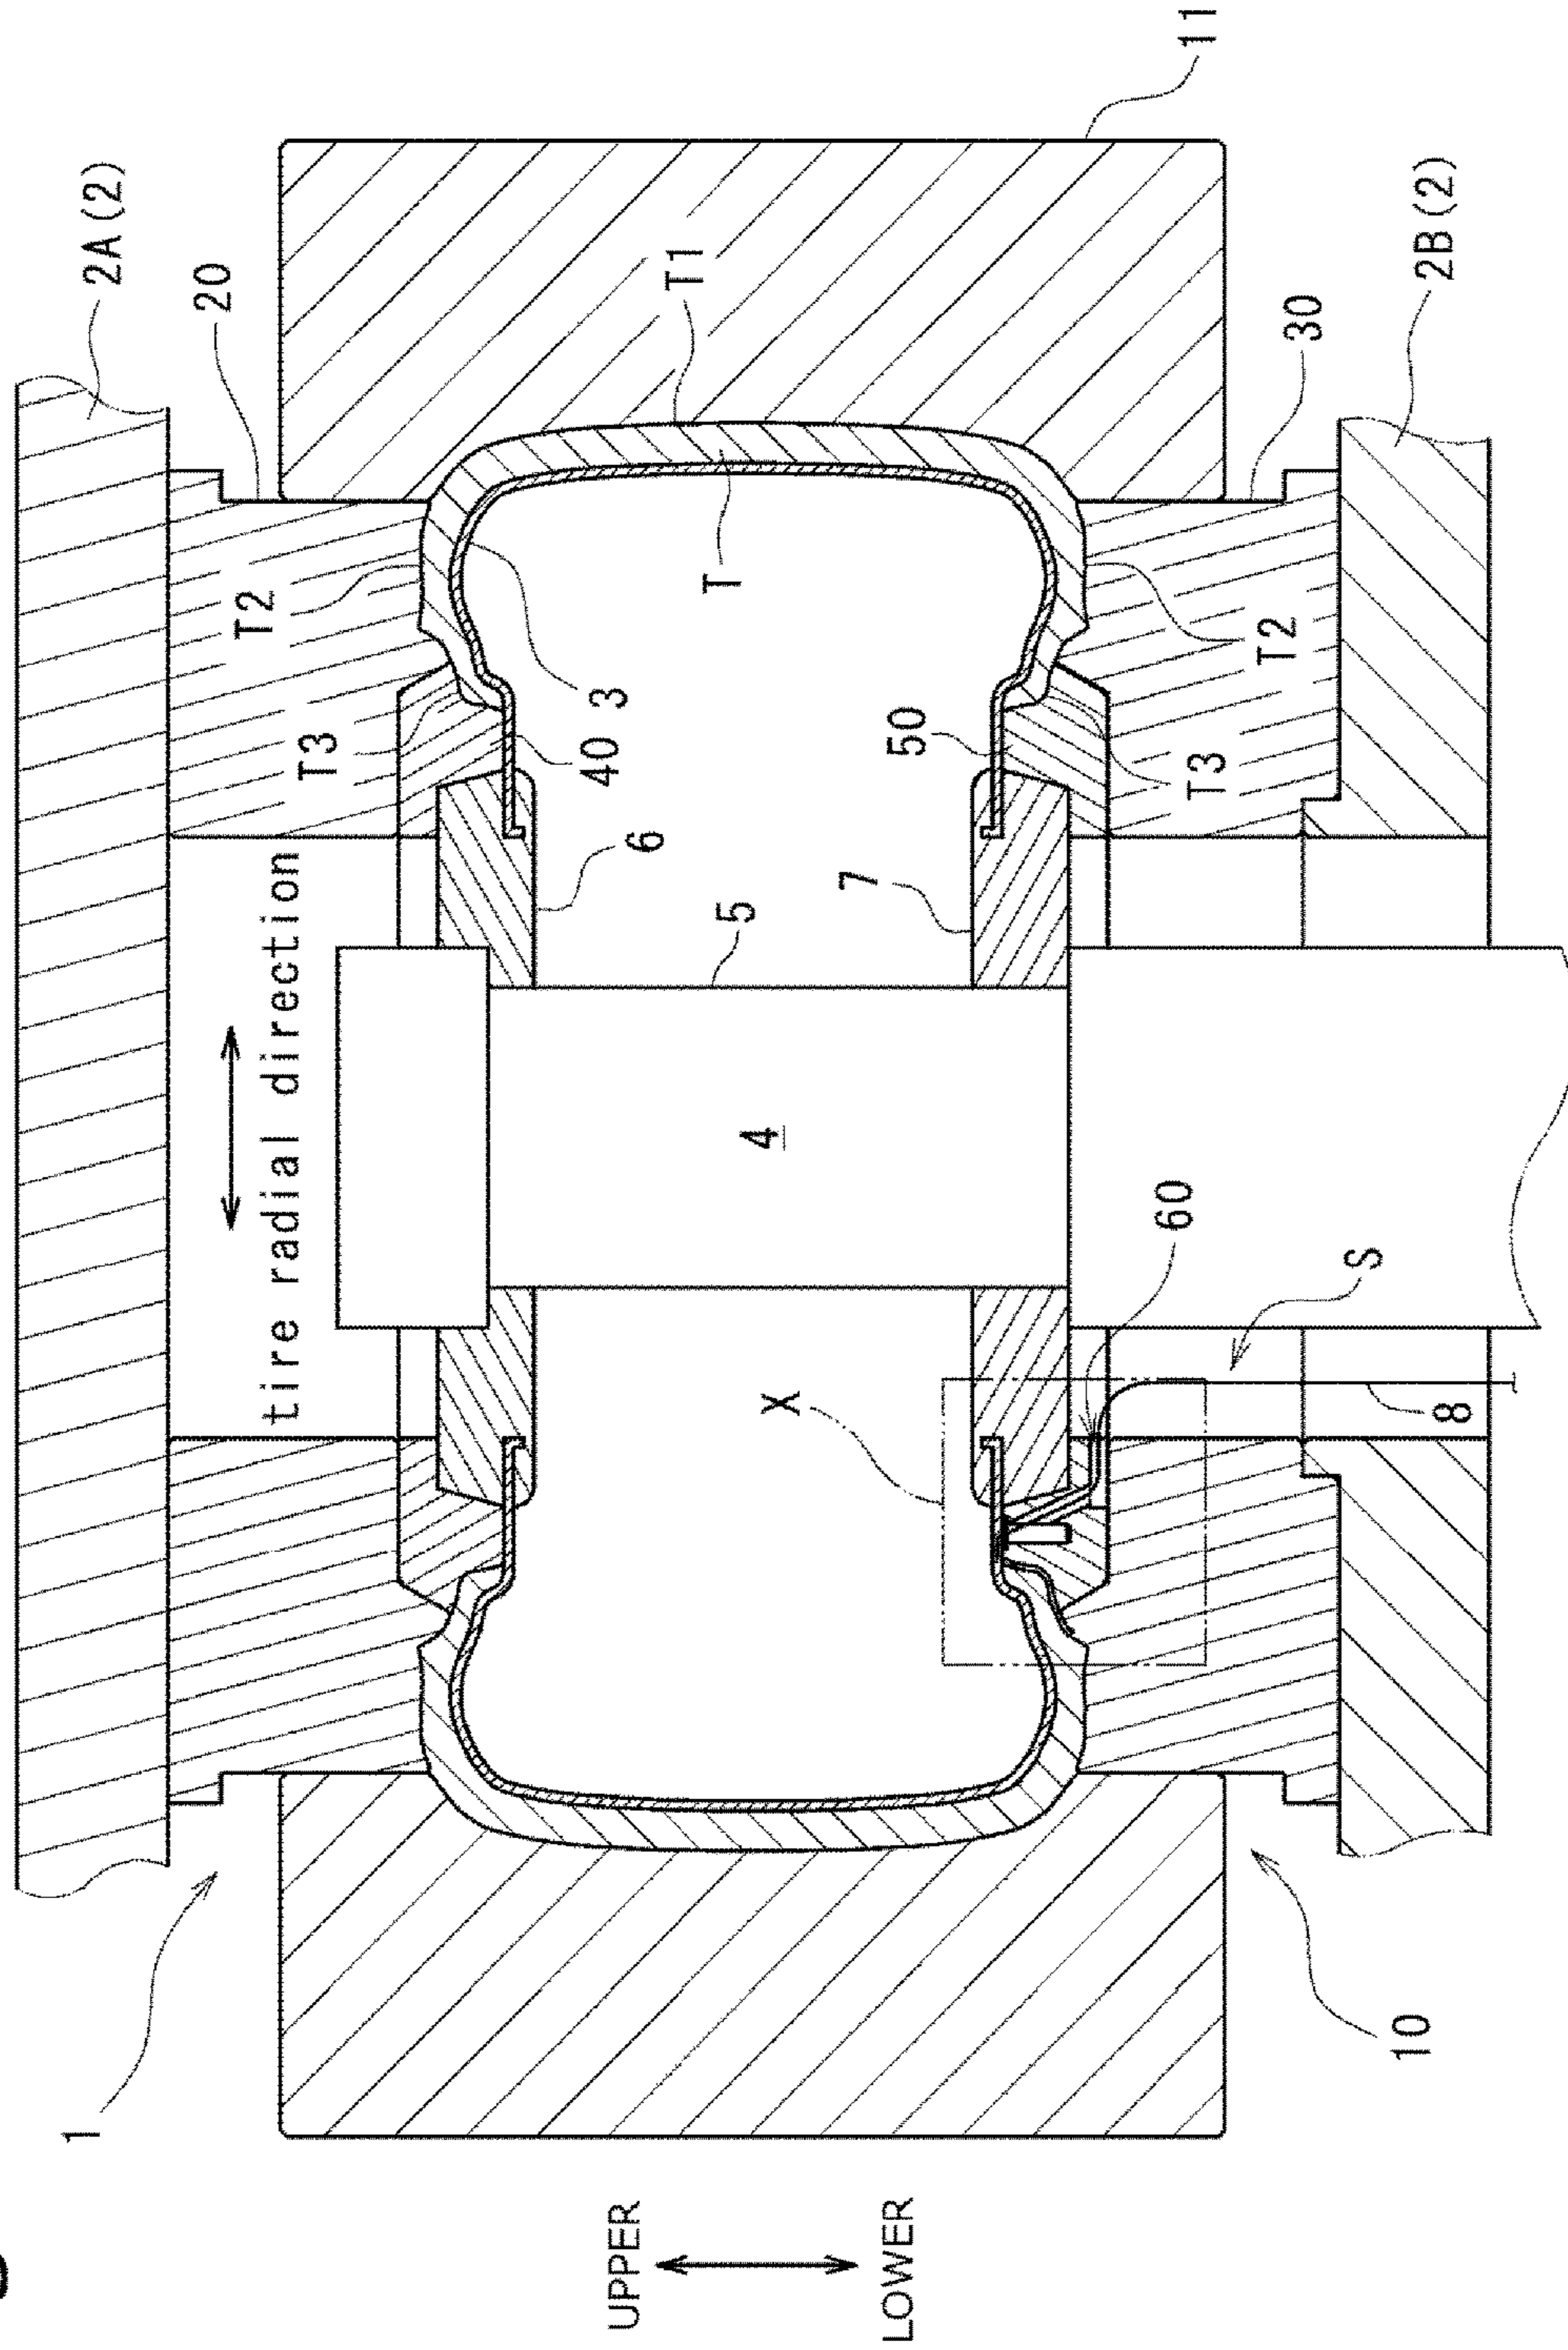 1
2A(2)
20
11
T1
T2
T3
3
40
T
tire radial direction
6
5
4
7
50
T3
T2
30
2B(2)
X
60
S
8
10
UPPER
LOWER